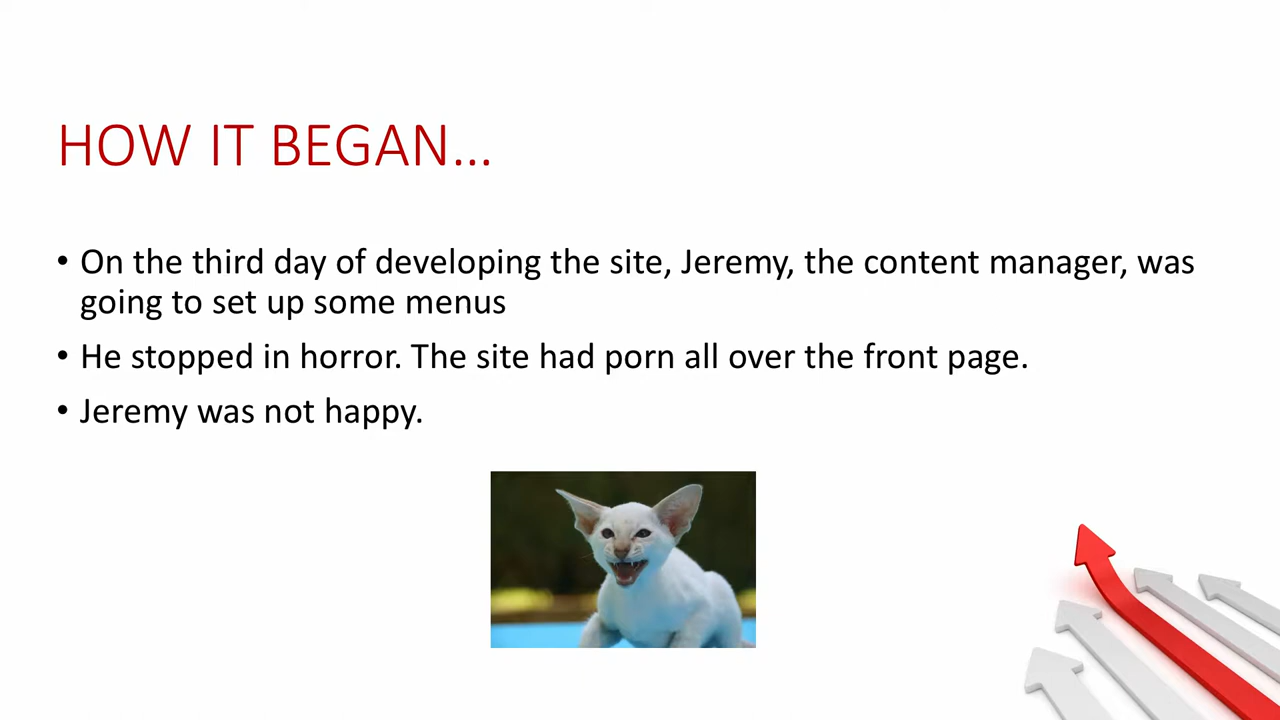 HOW IT BEGAN…
• On the third day of developing the site, Jeremy, the content manager, was
going to set up some menus
• He stopped in horror. The site had porn all over the front page.
• Jeremy was not happy.